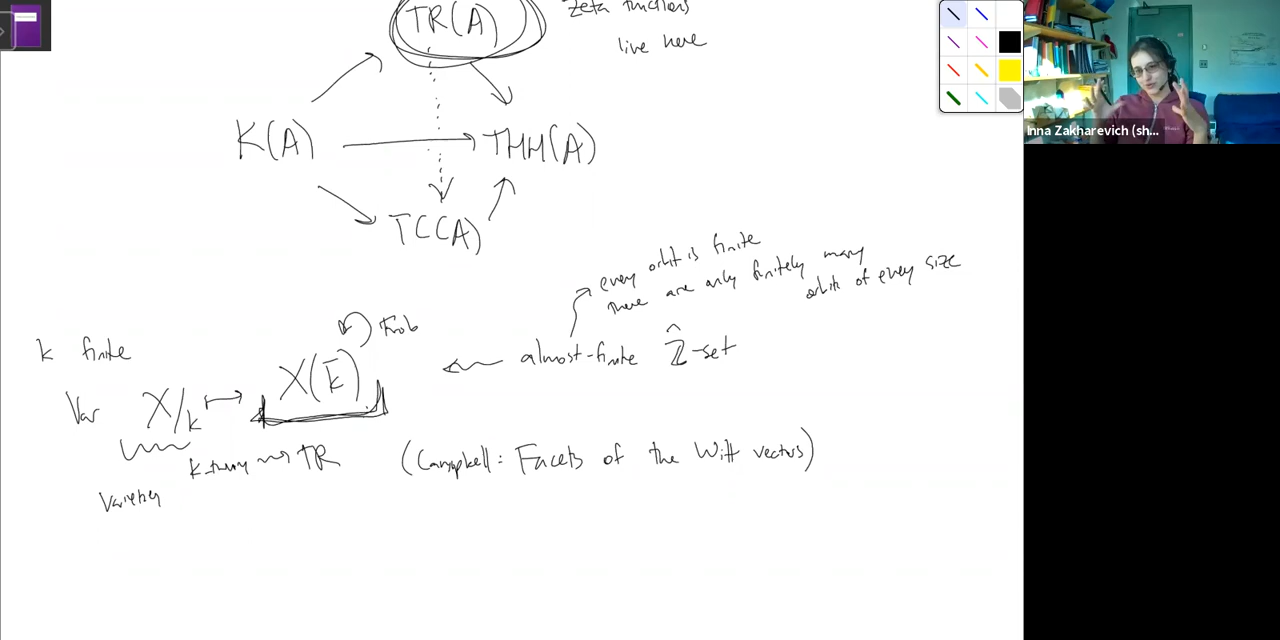 TR(A)
zeta functions
live here
K(A)
THH(A)
TC(A)
every orbit is finite
there are only finitely many
orbits of every size
k finite
Frob
Var X/k ↦ X(k̄)
almost-finite Ẑ-set
K-theory ⇝ TR
(Campbell: Facets of the Witt vectors)
Varieties
Inna Zakharevich (sh...